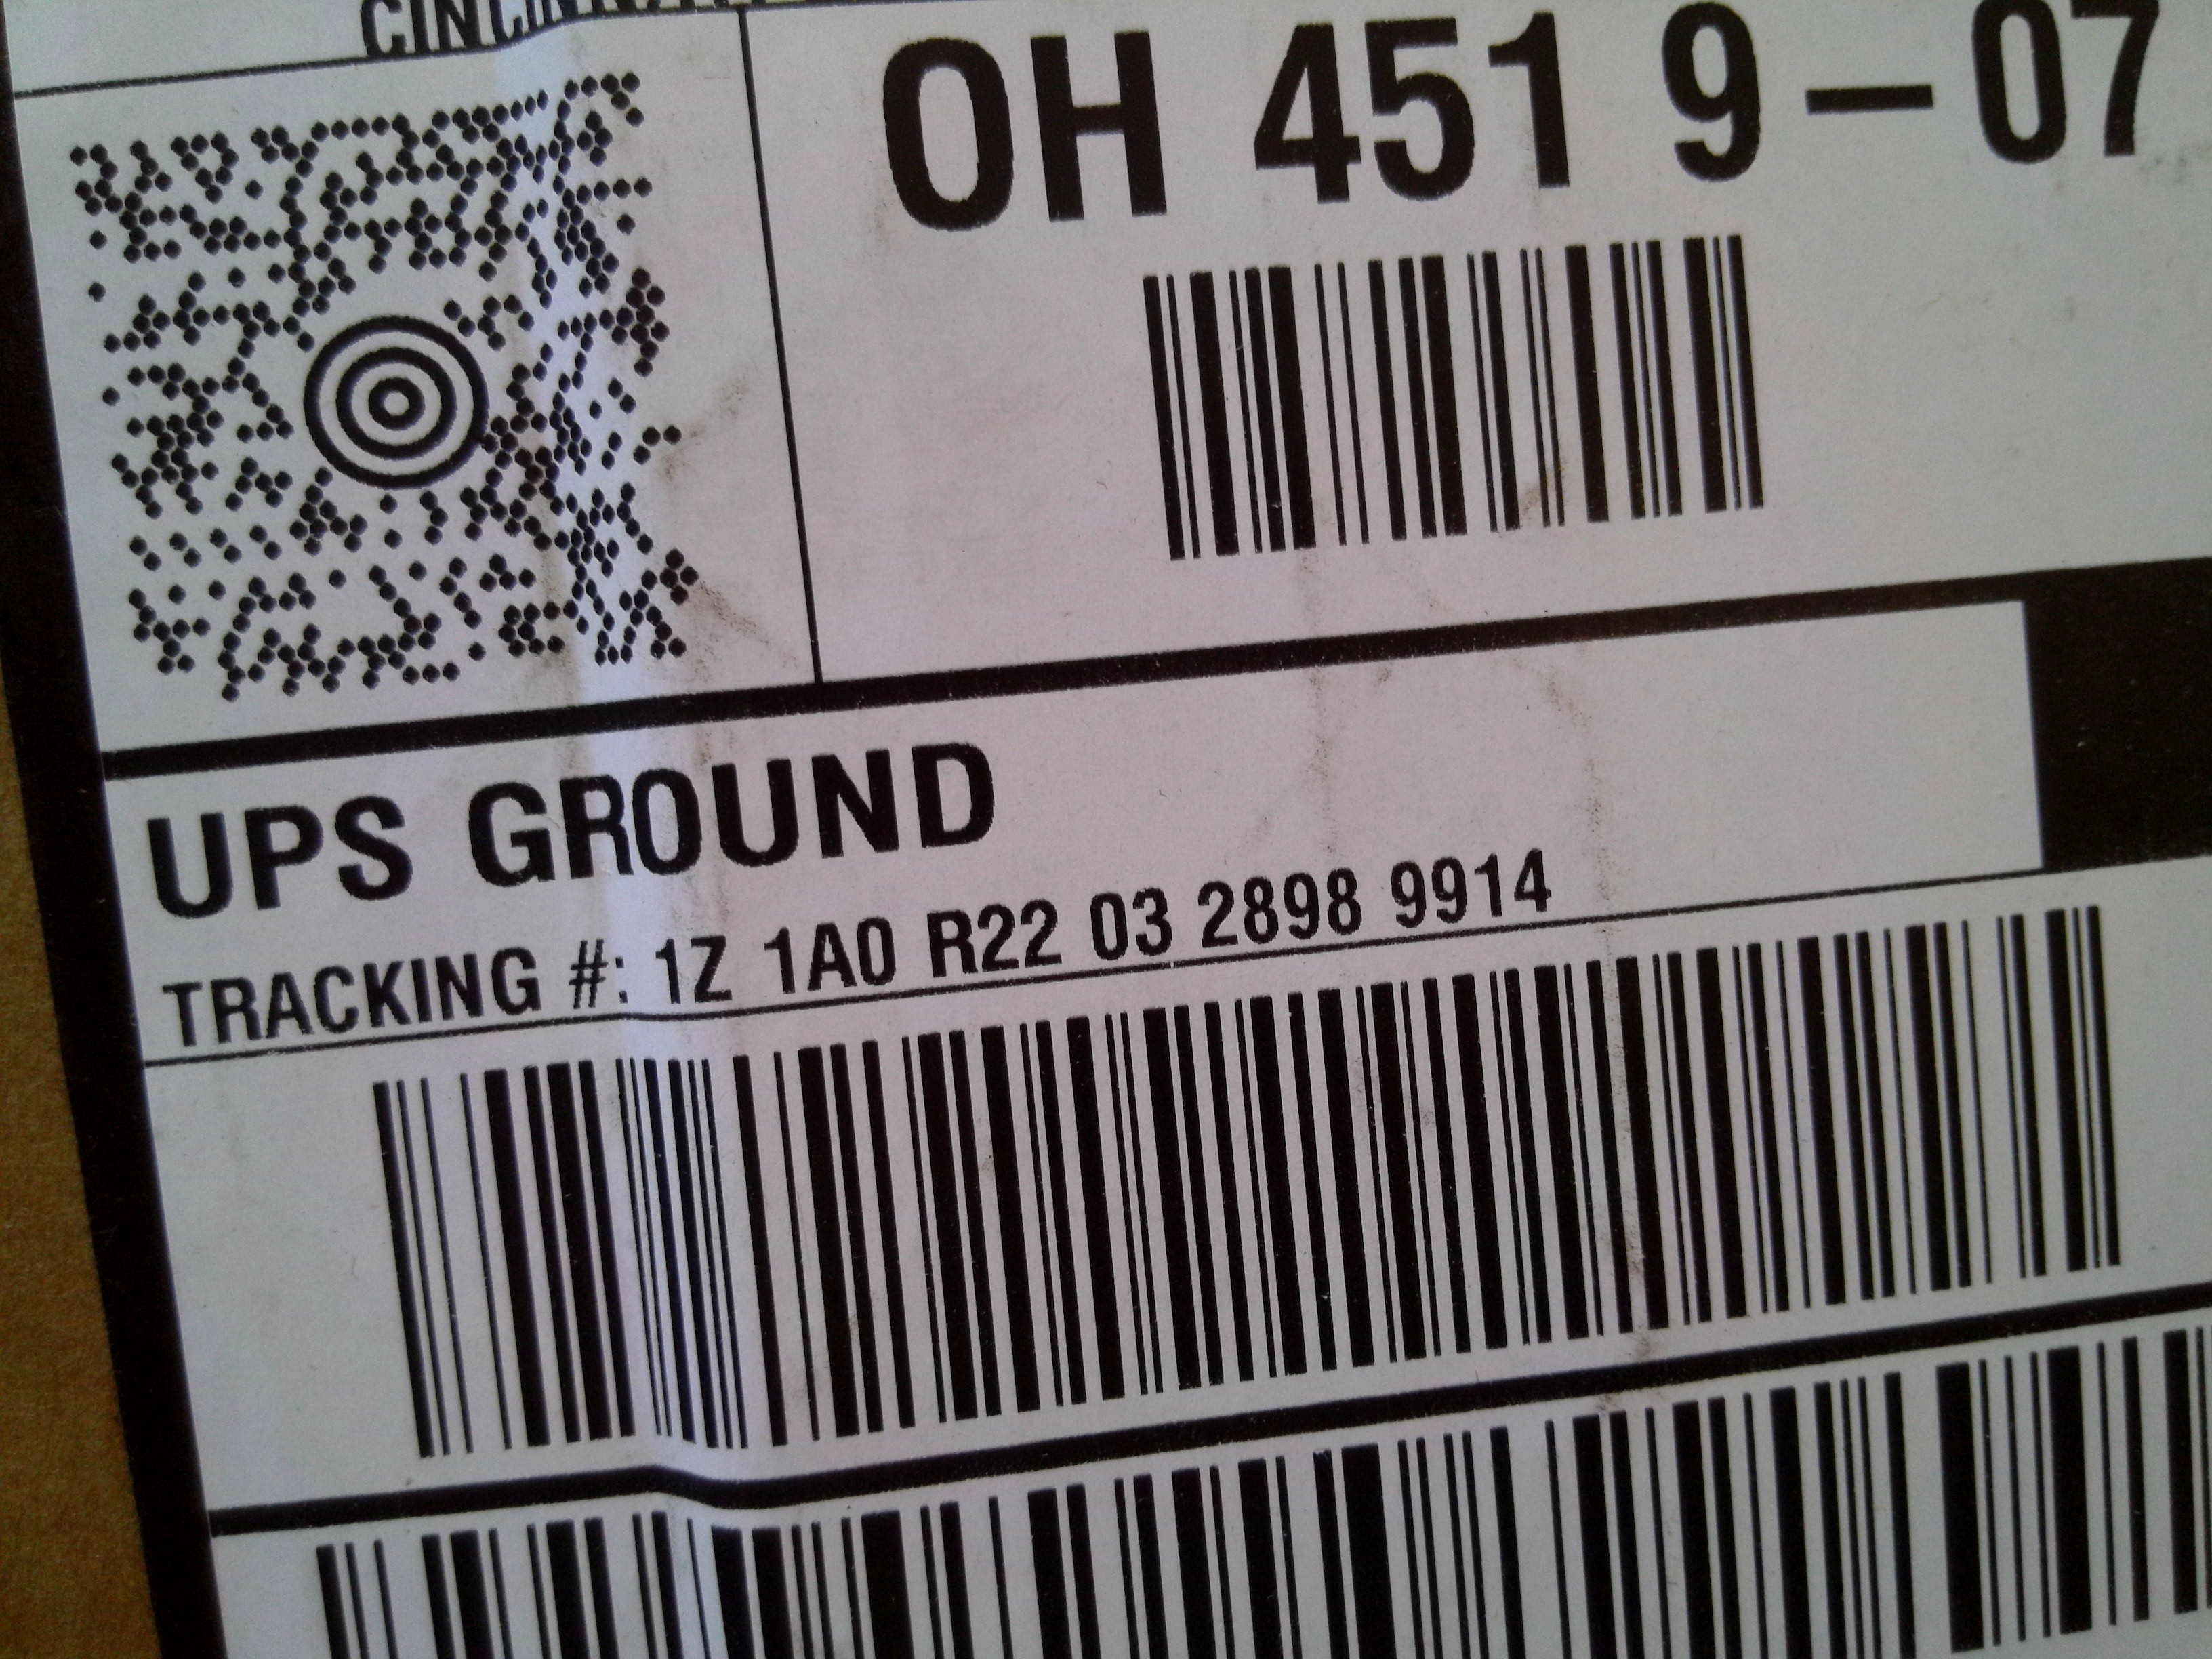 OH 451 9-07
UPS GROUND
TRACKING #: 1Z 1A0 R22 03 2898 9914